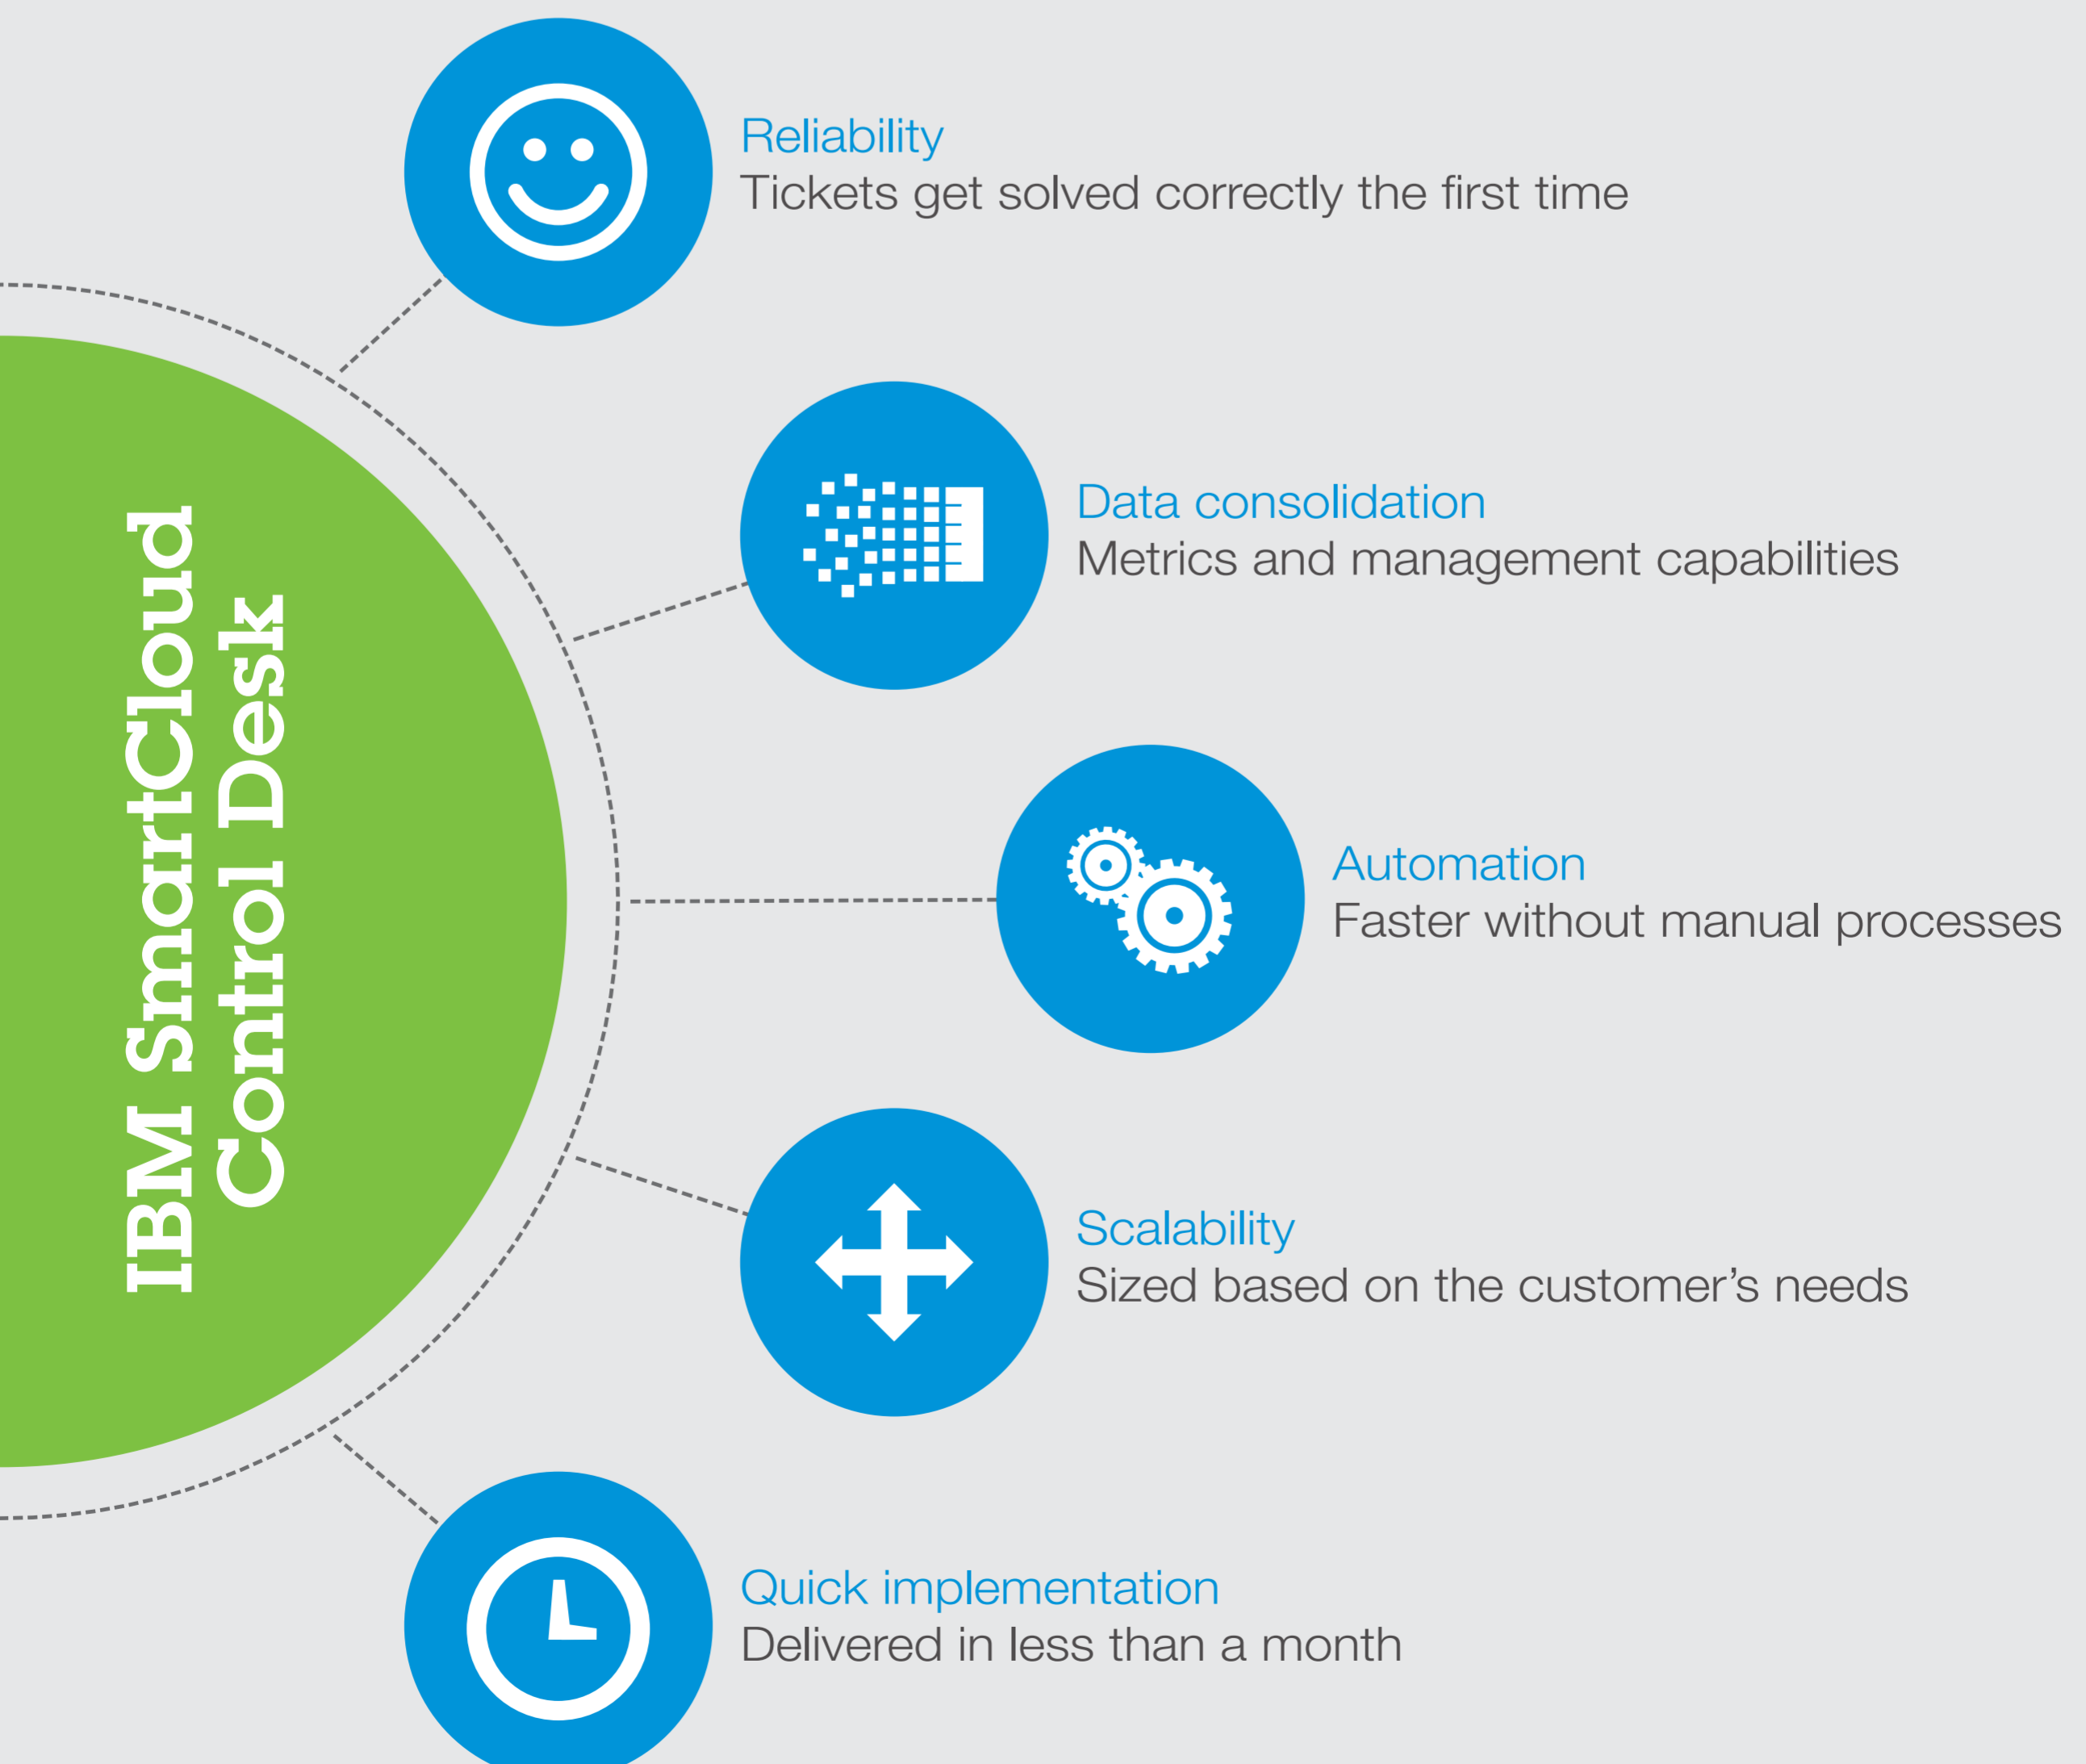 IBM SmartCloud
Control Desk
Reliability
Tickets get solved correctly the first time
Data consolidation
Metrics and management capabilities
Automation
Faster without manual processes
Scalability
Sized based on the customer’s needs
Quick implementation
Delivered in less than a month